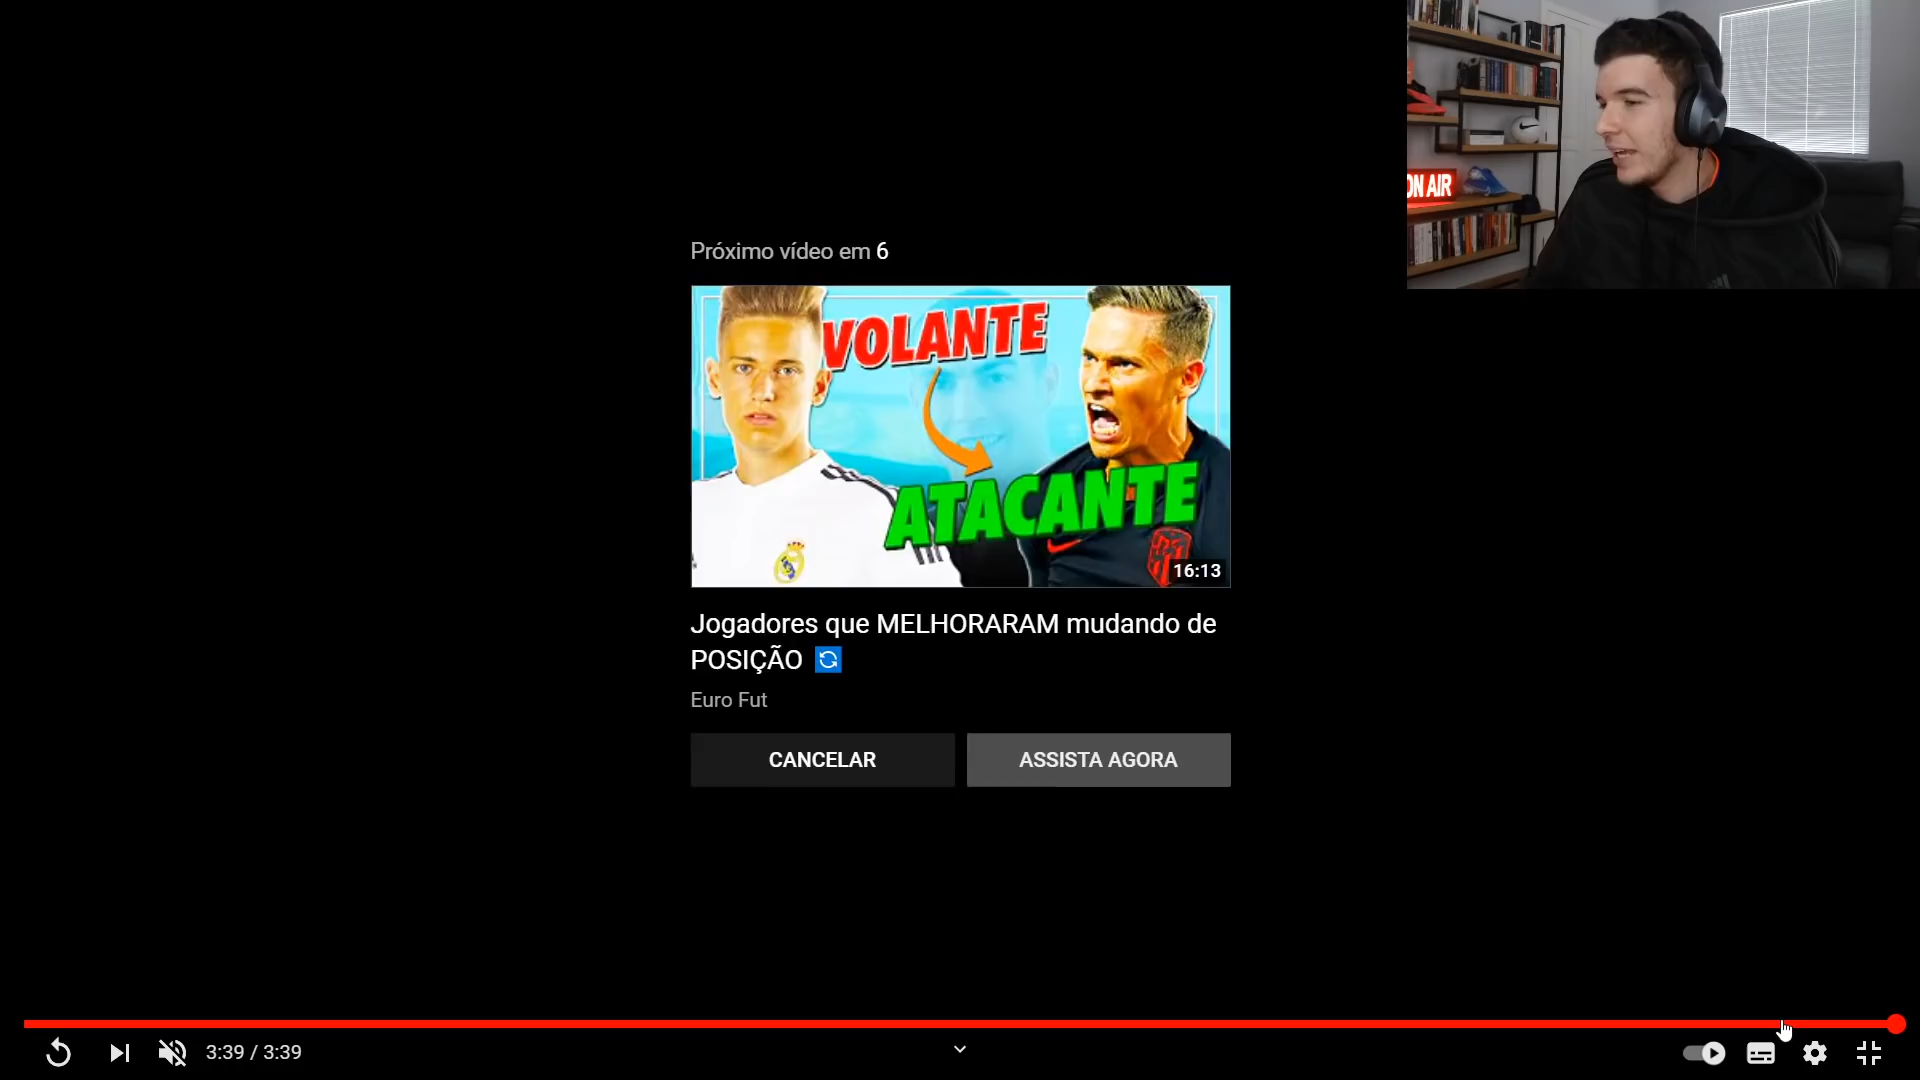 ON AIR
Próximo vídeo em 6
VOLANTE
ATACANTE
16:13
Jogadores que MELHORARAM mudando de
POSIÇÃO
Euro Fut
CANCELAR
ASSISTA AGORA
3:39 / 3:39